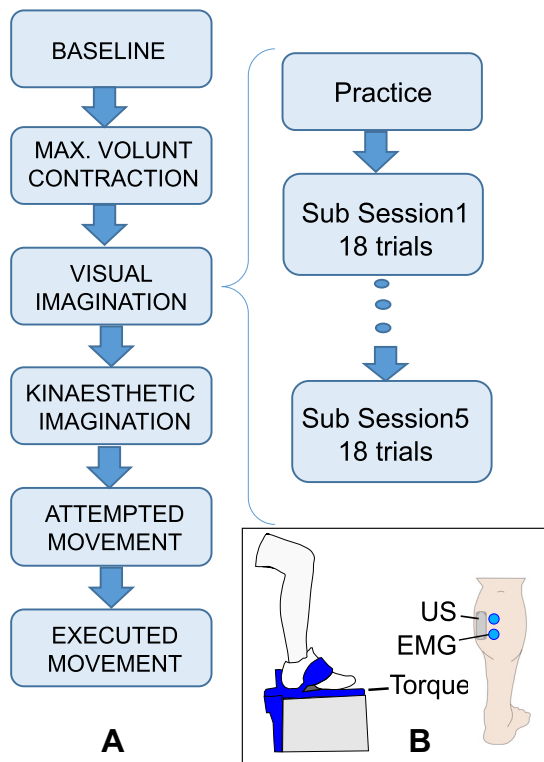 BASELINE
MAX. VOLUNT
CONTRACTION
VISUAL
IMAGINATION
KINAESTHETIC
IMAGINATION
ATTEMPTED
MOVEMENT
EXECUTED
MOVEMENT
A
Practice
Sub Session1
18 trials
Sub Session5
18 trials
US
EMG
Torque
B